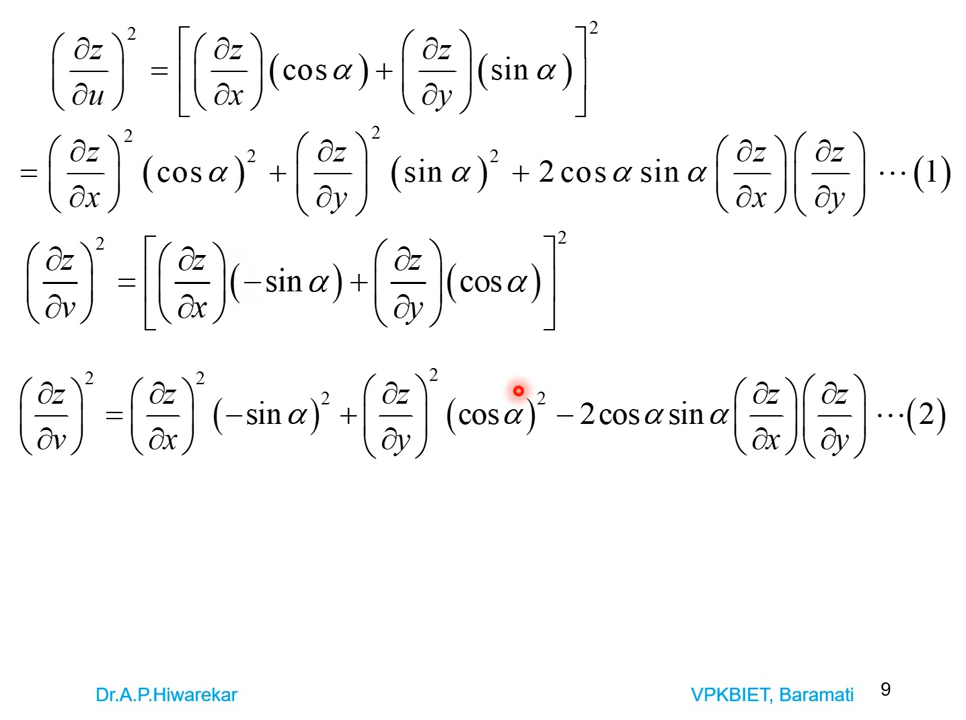 (∂z/∂u)² = [(∂z/∂x)(cos α) + (∂z/∂y)(sin α)]²
= (∂z/∂x)² (cos α)² + (∂z/∂y)² (sin α)² + 2 cos α sin α (∂z/∂x)(∂z/∂y) ⋯(1)
(∂z/∂v)² = [(∂z/∂x)(−sin α) + (∂z/∂y)(cos α)]²
(∂z/∂v)² = (∂z/∂x)² (−sin α)² + (∂z/∂y)² (cos α)² − 2 cos α sin α (∂z/∂x)(∂z/∂y) ⋯(2)
Dr.A.P.Hiwarekar VPKBIET, Baramati 9